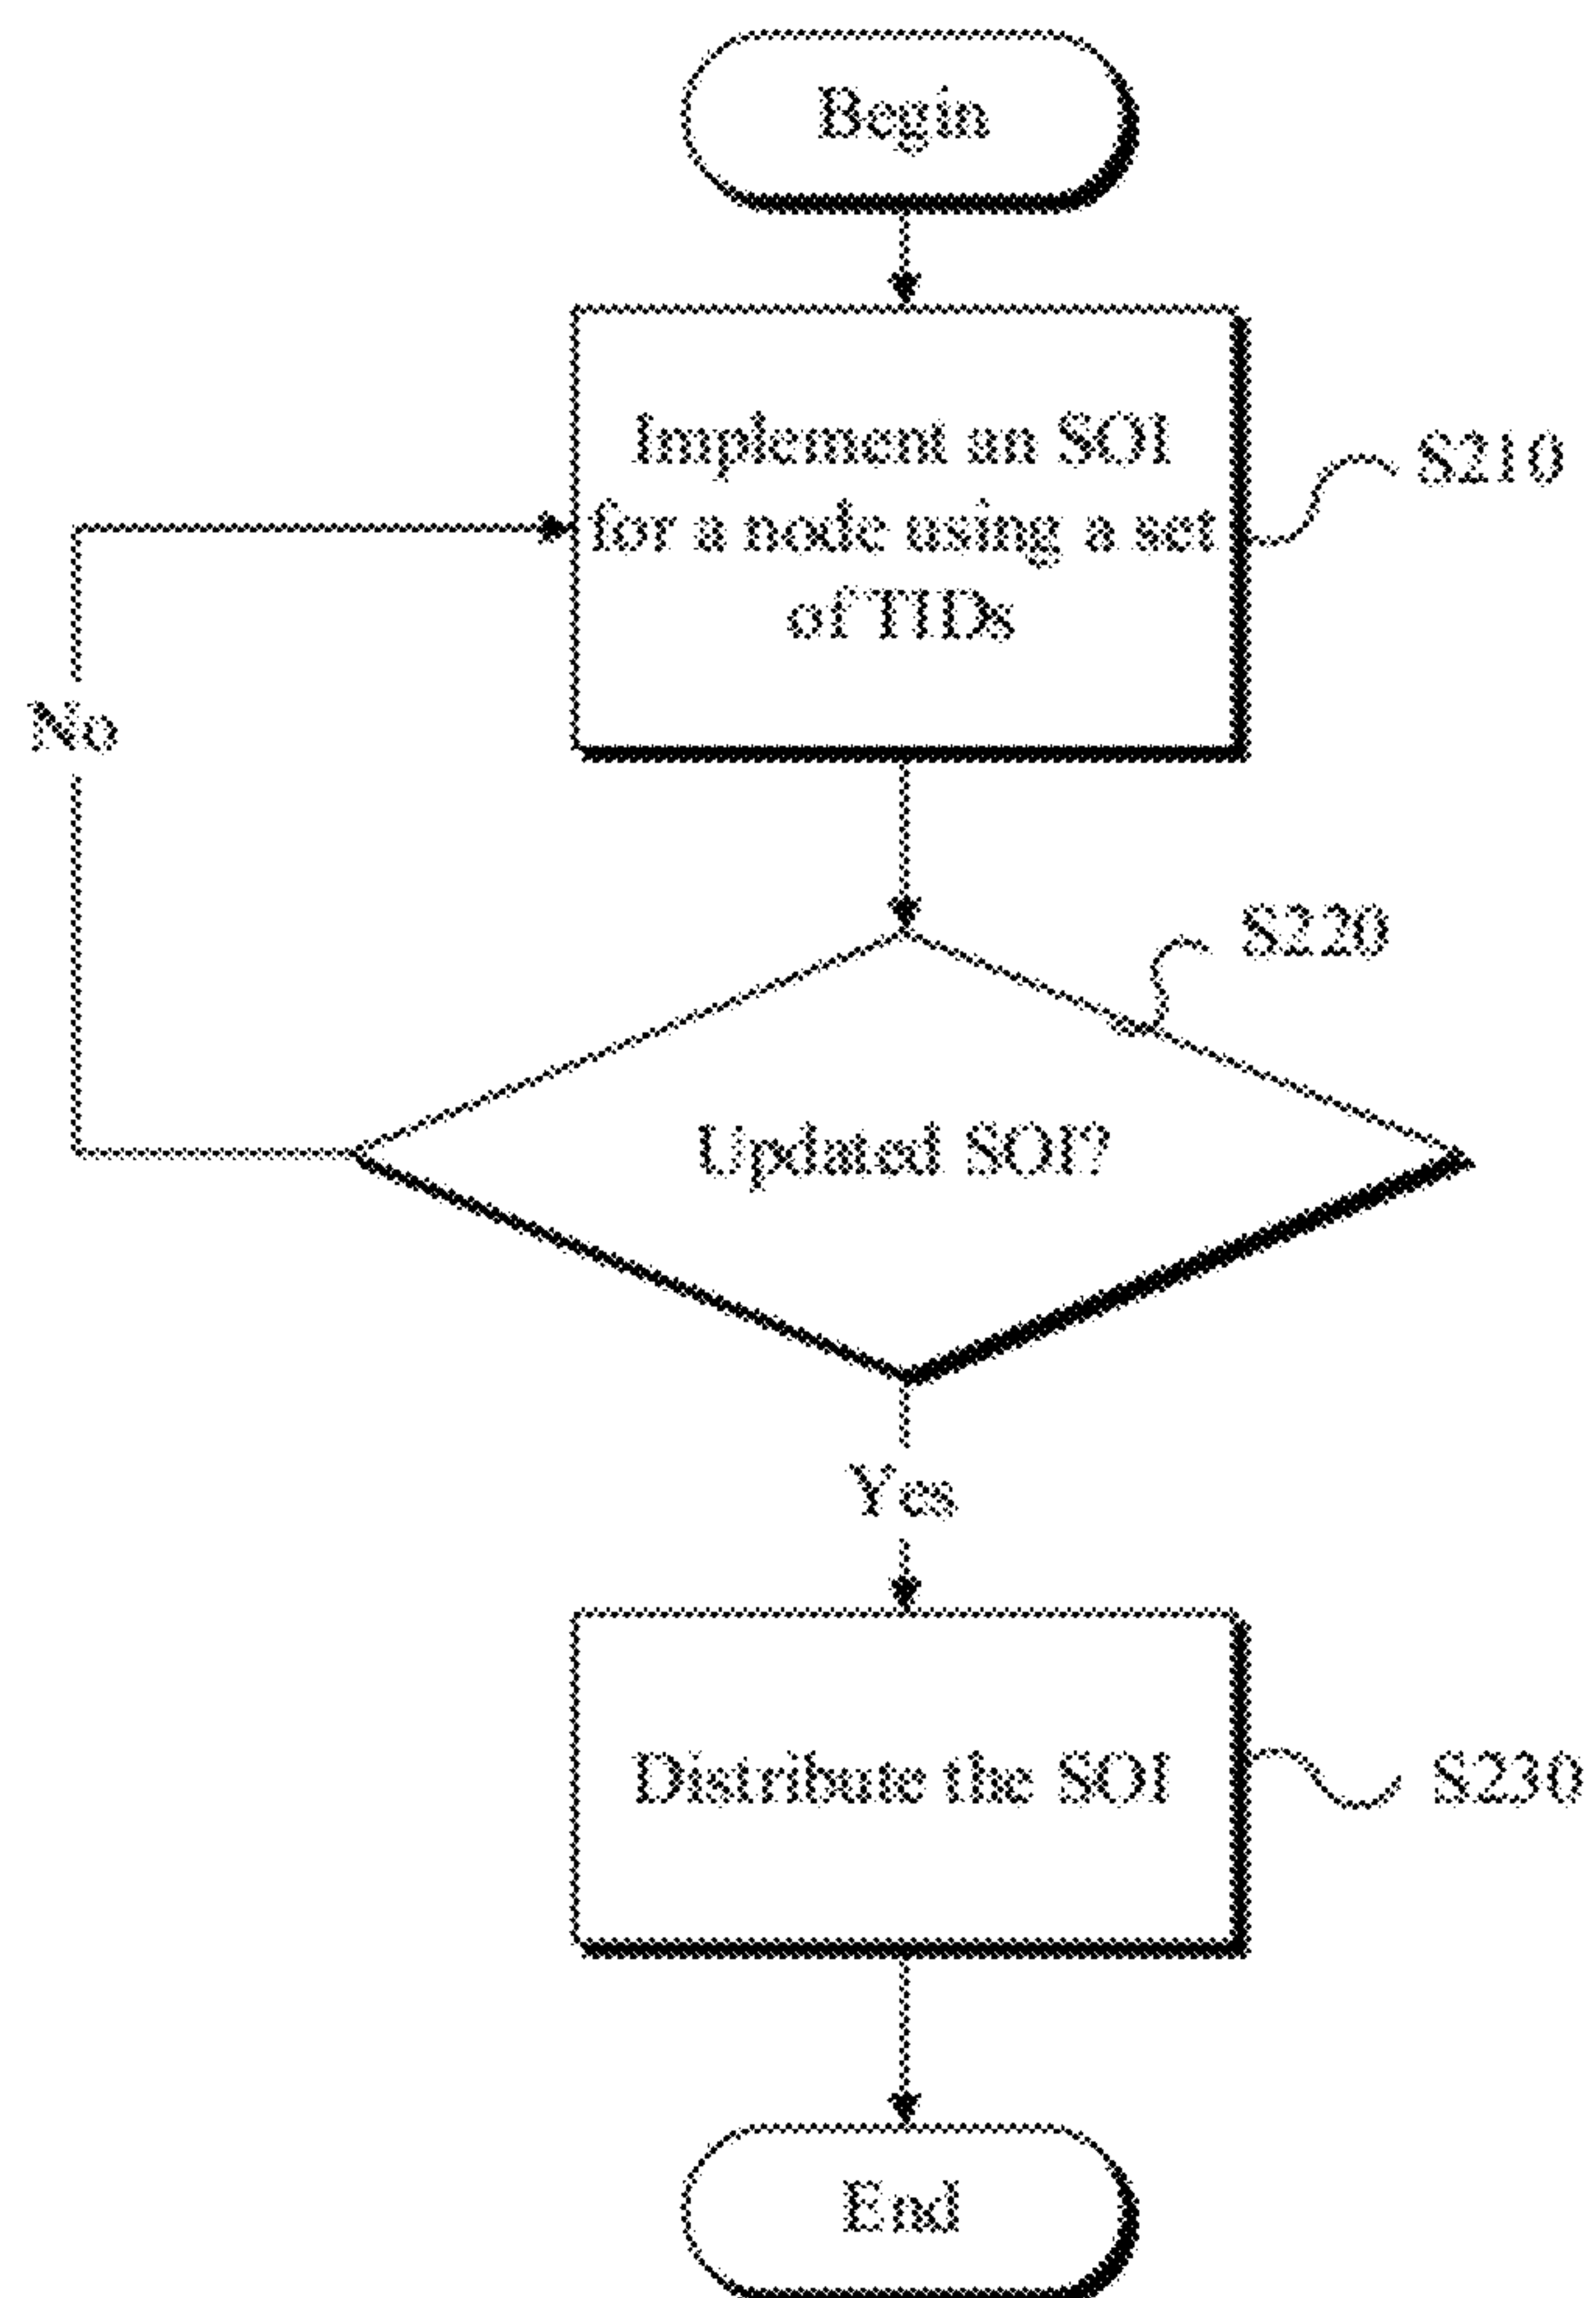 Begin
Implement an SOI
for a node using a set
of TIDs
S210
No
S220
Updated SOI?
Yes
Distribute the SOI
S230
End